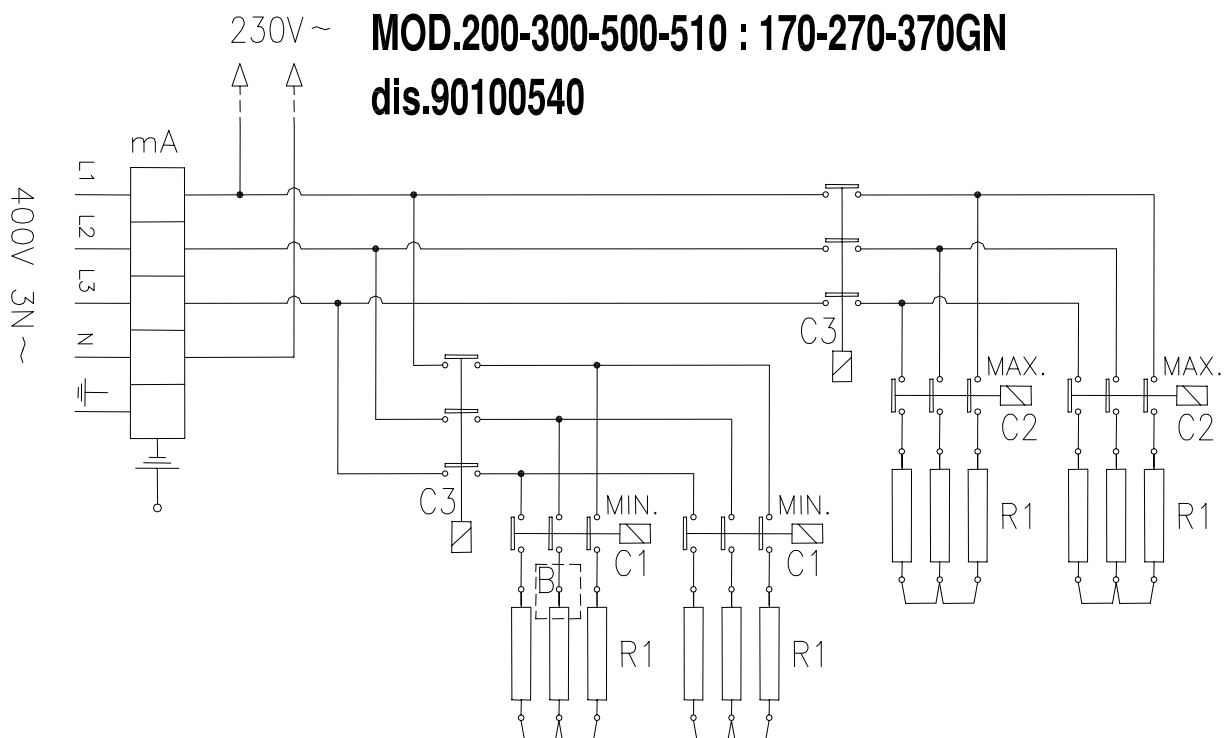 230V~
MOD.200-300-500-510 : 170-270-370GN
dis.90100540
mA
L1
L2
L3
N
400V 3N~
C3
MAX.
C2
R1
MAX.
C2
R1
C3
MIN.
C1
B
R1
MIN.
C1
R1